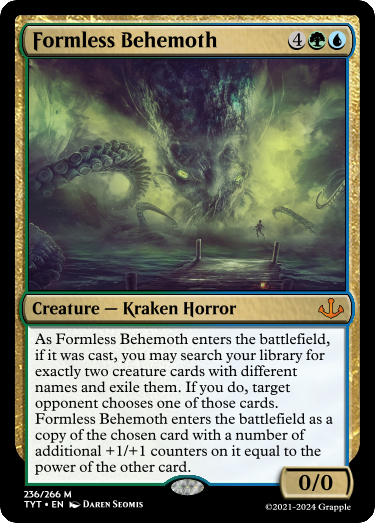 Formless Behemoth 4
Creature — Kraken Horror
As Formless Behemoth enters the battlefield,
if it was cast, you may search your library for
exactly two creature cards with different
names and exile them. If you do, target
opponent chooses one of those cards.
Formless Behemoth enters the battlefield as a
copy of the chosen card with a number of
additional +1/+1 counters on it equal to the
power of the other card.
0/0
236/266 M
TYT • EN DAREN SEOMIS
©2021-2024 Grapple